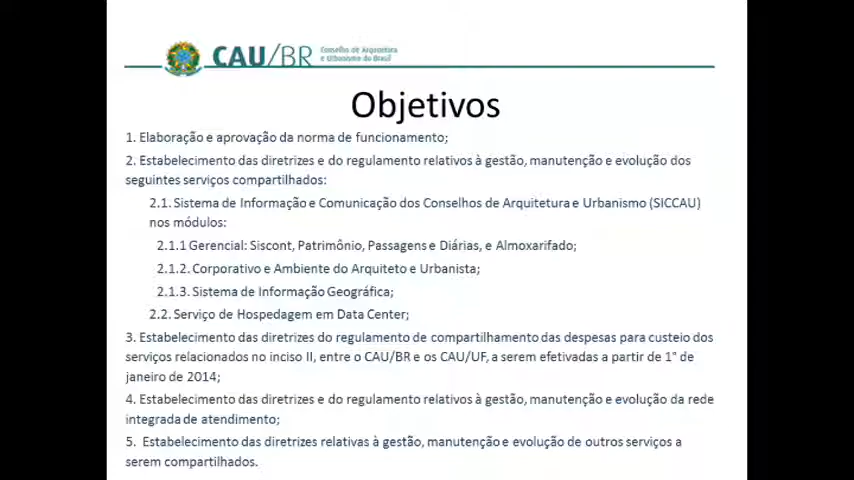 CAU/BR Conselho de Arquitetura
e Urbanismo do Brasil
Objetivos
1. Elaboração e aprovação da norma de funcionamento;
2. Estabelecimento das diretrizes e do regulamento relativos à gestão, manutenção e evolução dos
seguintes serviços compartilhados:
2.1. Sistema de Informação e Comunicação dos Conselhos de Arquitetura e Urbanismo (SICCAU)
nos módulos:
2.1.1 Gerencial: Siscont, Patrimônio, Passagens e Diárias, e Almoxarifado;
2.1.2. Corporativo e Ambiente do Arquiteto e Urbanista;
2.1.3. Sistema de Informação Geográfica;
2.2. Serviço de Hospedagem em Data Center;
3. Estabelecimento das diretrizes do regulamento de compartilhamento das despesas para custeio dos
serviços relacionados no inciso II, entre o CAU/BR e os CAU/UF, a serem efetivadas a partir de 1° de
janeiro de 2014;
4. Estabelecimento das diretrizes e do regulamento relativos à gestão, manutenção e evolução da rede
integrada de atendimento;
5. Estabelecimento das diretrizes relativas à gestão, manutenção e evolução de outros serviços a
serem compartilhados.